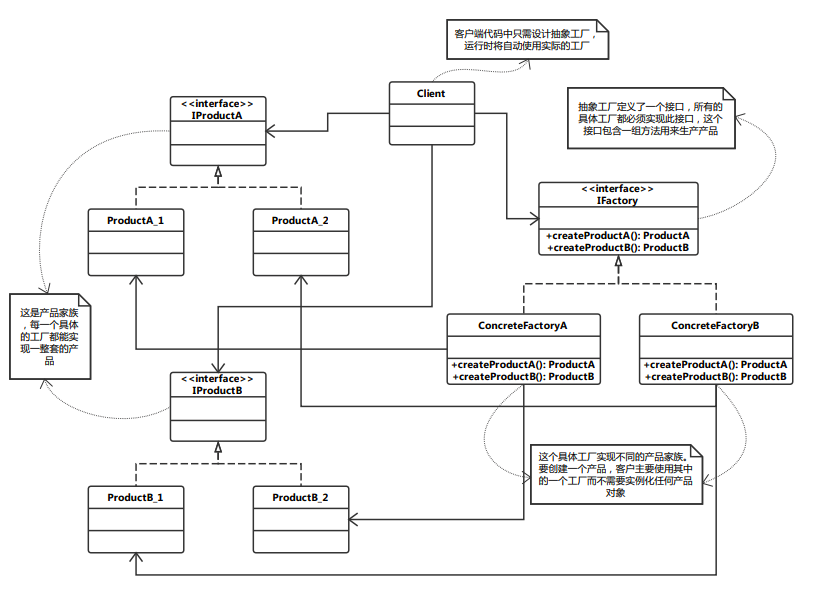 客户端代码中只需设计抽象工厂，
运行时将自动使用实际的工厂
Client
<<interface>>
IProductA
抽象工厂定义了一个接口，所有的
具体工厂都必须实现此接口，这个
接口包含一组方法用来生产产品
<<interface>>
IFactory
+createProductA(): ProductA
+createProductB(): ProductB
ProductA_1
ProductA_2
这是产品家族
，每一个具体
的工厂都能实
现一整套的产
品
ConcreteFactoryA
+createProductA(): ProductA
+createProductB(): ProductB
ConcreteFactoryB
+createProductA(): ProductA
+createProductB(): ProductB
<<interface>>
IProductB
这个具体工厂实现不同的产品家族。
要创建一个产品，客户主要使用其中
的一个工厂而不需要实例化任何产品
对象
ProductB_1
ProductB_2